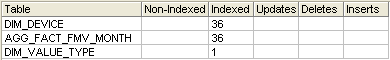 Table Non-Indexed Indexed Updates Deletes Inserts
DIM_DEVICE 36
AGG_FACT_FMV_MONTH 36
DIM_VALUE_TYPE 1